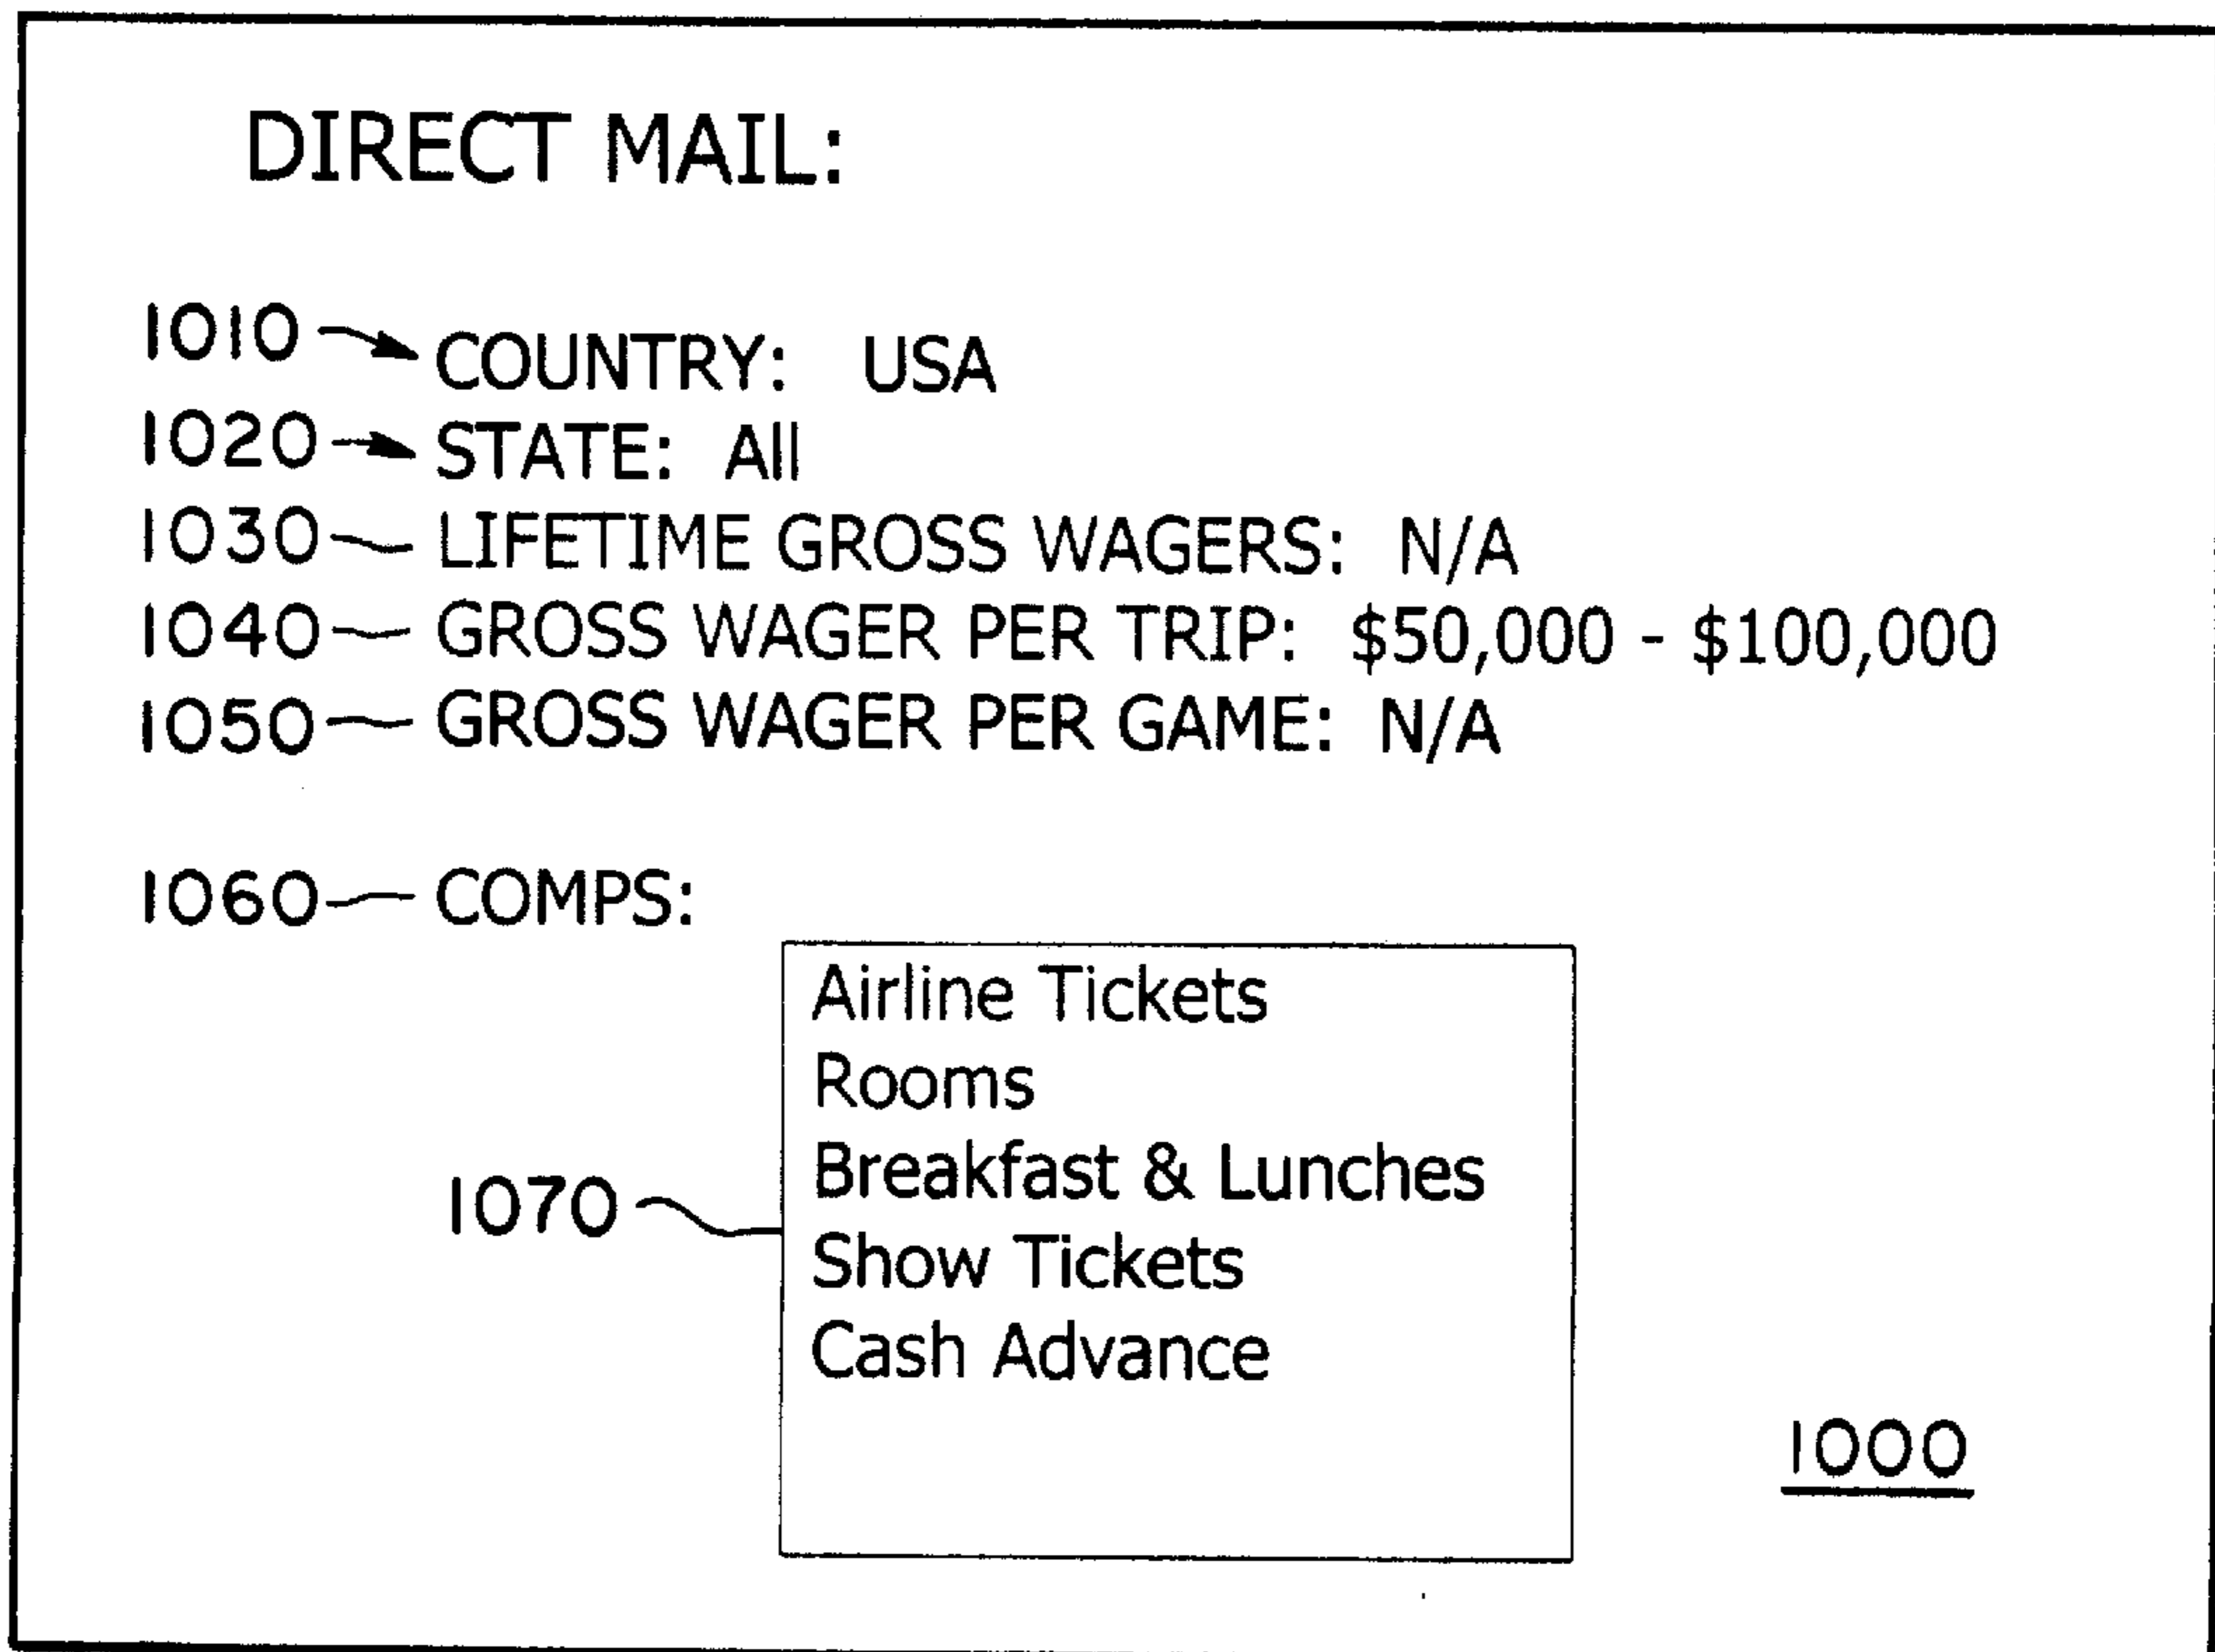 DIRECT MAIL:
1010 COUNTRY: USA
1020 STATE: All
1030 LIFETIME GROSS WAGERS: N/A
1040 GROSS WAGER PER TRIP: $50,000 - $100,000
1050 GROSS WAGER PER GAME: N/A
1060 COMPS:
Airline Tickets
Rooms
Breakfast & Lunches
1070
Show Tickets
Cash Advance
1000